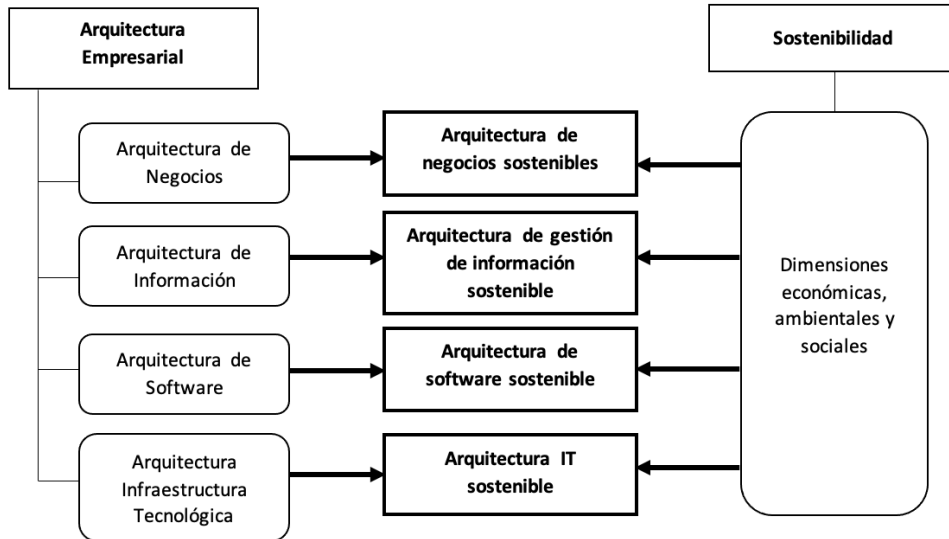 Arquitectura
Empresarial
Sostenibilidad
Arquitectura de
Negocios
Arquitectura de
negocios sostenibles
Arquitectura de
Información
Arquitectura de gestión
de información
sostenible
Dimensiones
económicas,
ambientales y
sociales
Arquitectura de
Software
Arquitectura de
software sostenible
Arquitectura
Infraestructura
Tecnológica
Arquitectura IT
sostenible